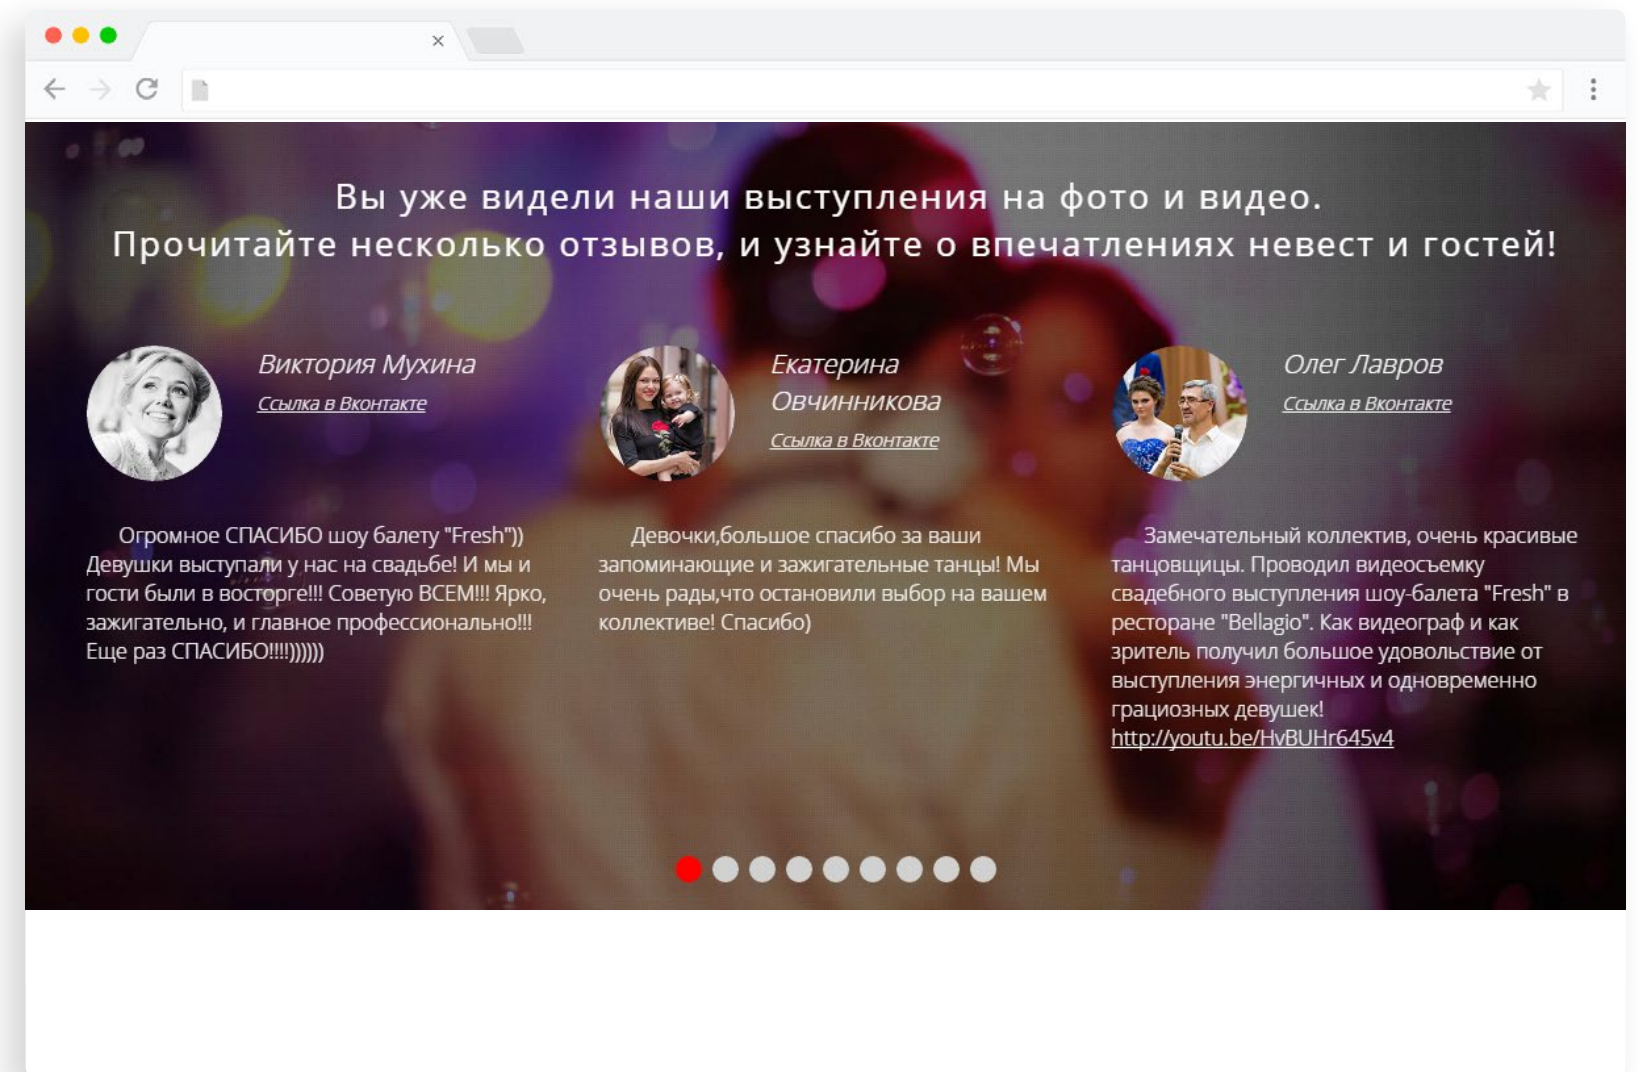 Вы уже видели наши выступления на фото и видео.
Прочитайте несколько отзывов, и узнайте о впечатлениях невест и гостей!
Виктория Мухина
Ссылка в Вконтакте
Огромное СПАСИБО шоу балету "Fresh"))
Девушки выступали у нас на свадьбе! И мы и
гости были в восторге!!! Советую ВСЕМ!!! Ярко,
зажигательно, и главное профессионально!!!
Еще раз СПАСИБО!!!!))))))
Екатерина
Овчинникова
Ссылка в Вконтакте
Девочки,большое спасибо за ваши
запоминающие и зажигательные танцы! Мы
очень рады,что остановили выбор на вашем
коллективе! Спасибо)
Олег Лавров
Ссылка в Вконтакте
Замечательный коллектив, очень красивые
танцовщицы. Проводил видеосъемку
свадебного выступления шоу-балета "Fresh" в
ресторане "Bellagio". Как видеограф и как
зритель получил большое удовольствие от
выступления энергичных и одновременно
грациозных девушек!
http://youtu.be/HvBUHr645v4